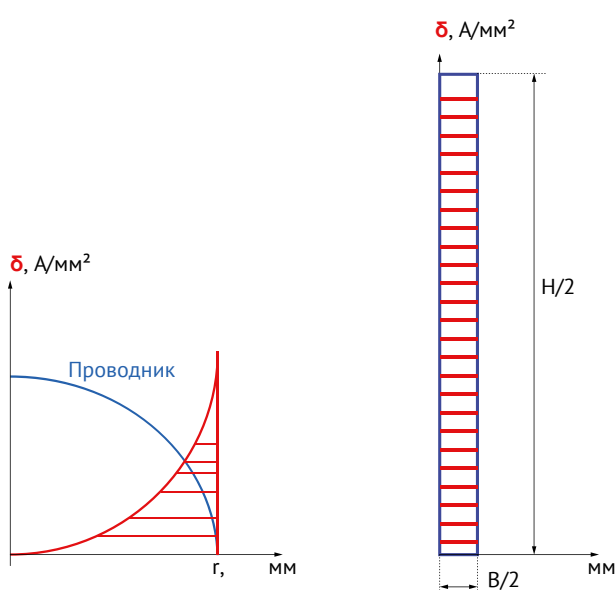 δ, А/мм²
Проводник
r, мм
δ, А/мм²
H/2
мм
B/2